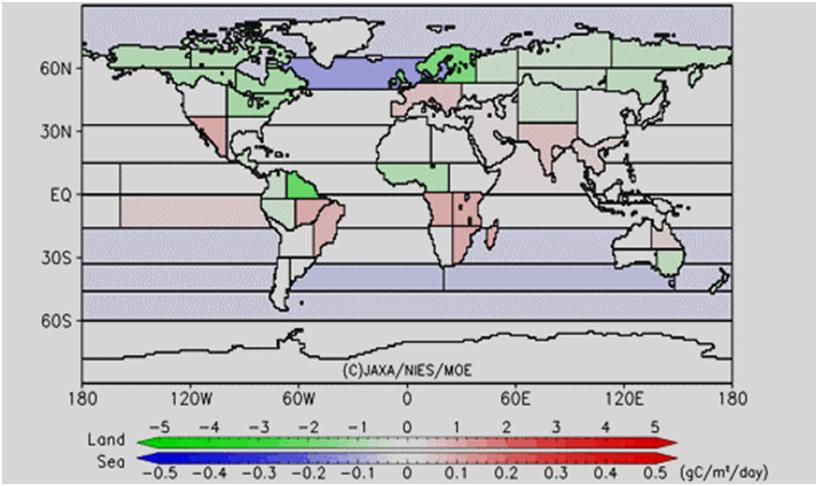 60N
30N
EQ
30S
60S
(C)JAXA/NIES/MOE
180 120W 60W 0 60E 120E 180
-5 -4 -3 -2 -1 0 1 2 3 4 5
Land
Sea
-0.5 -0.4 -0.3 -0.2 -0.1 0 0.1 0.2 0.3 0.4 0.5 (gC/m²/day)